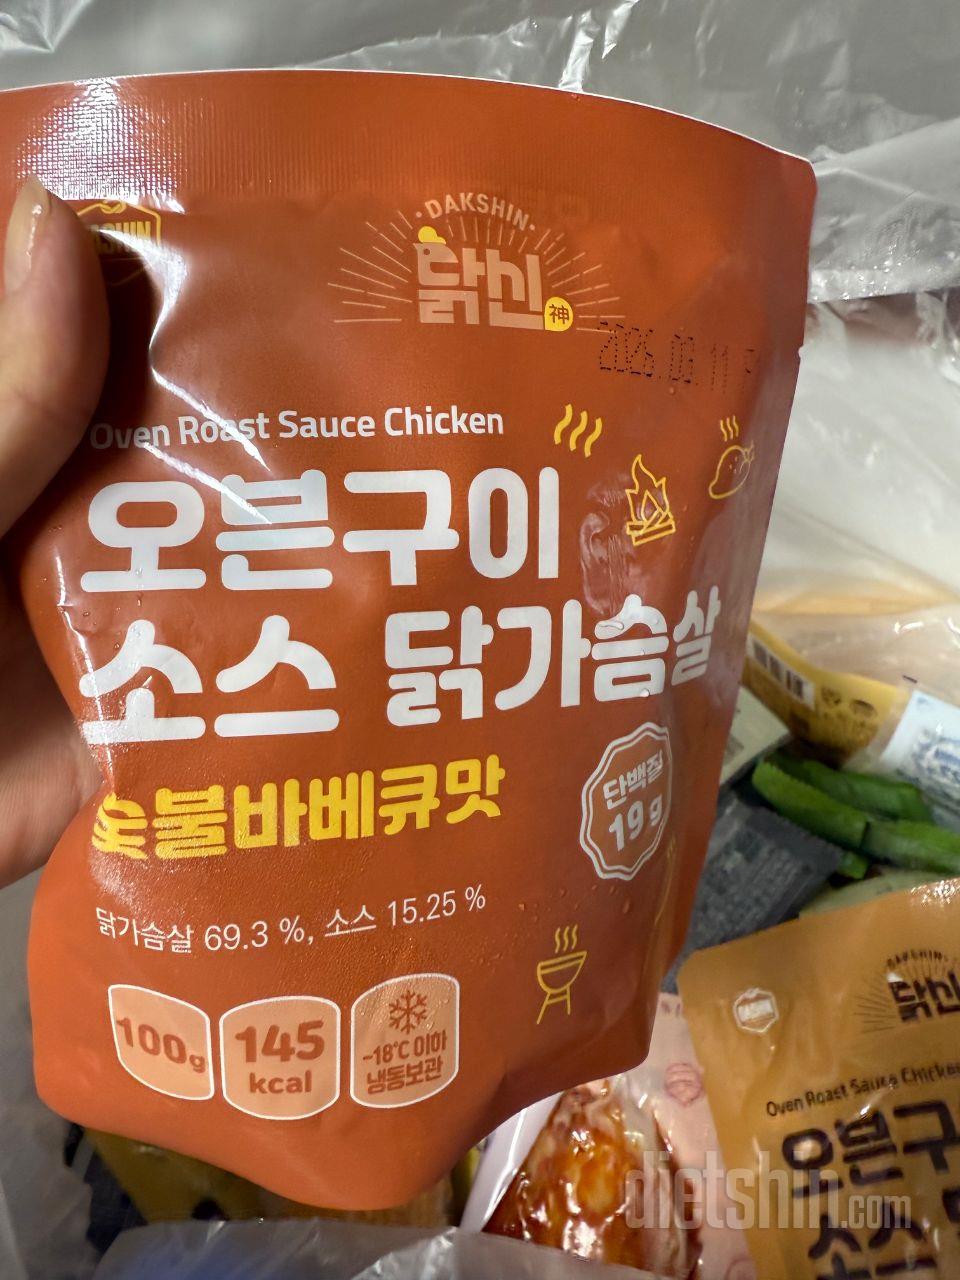 DASHIN
·DAKSHIN·
닭신
神
Oven Roast Sauce Chicken
오븐구이
소스 닭가슴살
숯불바베큐맛
단백질
19g
닭가슴살 69.3 %, 소스 15.25 %
100g
145
kcal
-18℃ 이하
냉동보관
DAKSHIN·
닭신
Oven Roast Sauce Chicken
오븐구
소스
dietshin.com